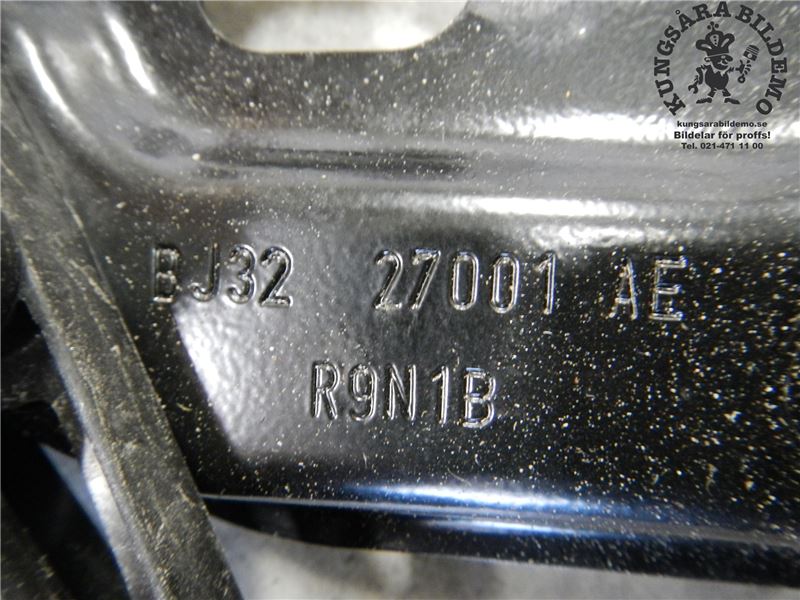 KUNGSÅRA BILDEMO
kungsarabildemo.se
Bildelar för proffs!
Tel. 021-471 11 00
BJ32 27001 AE
R9N1B